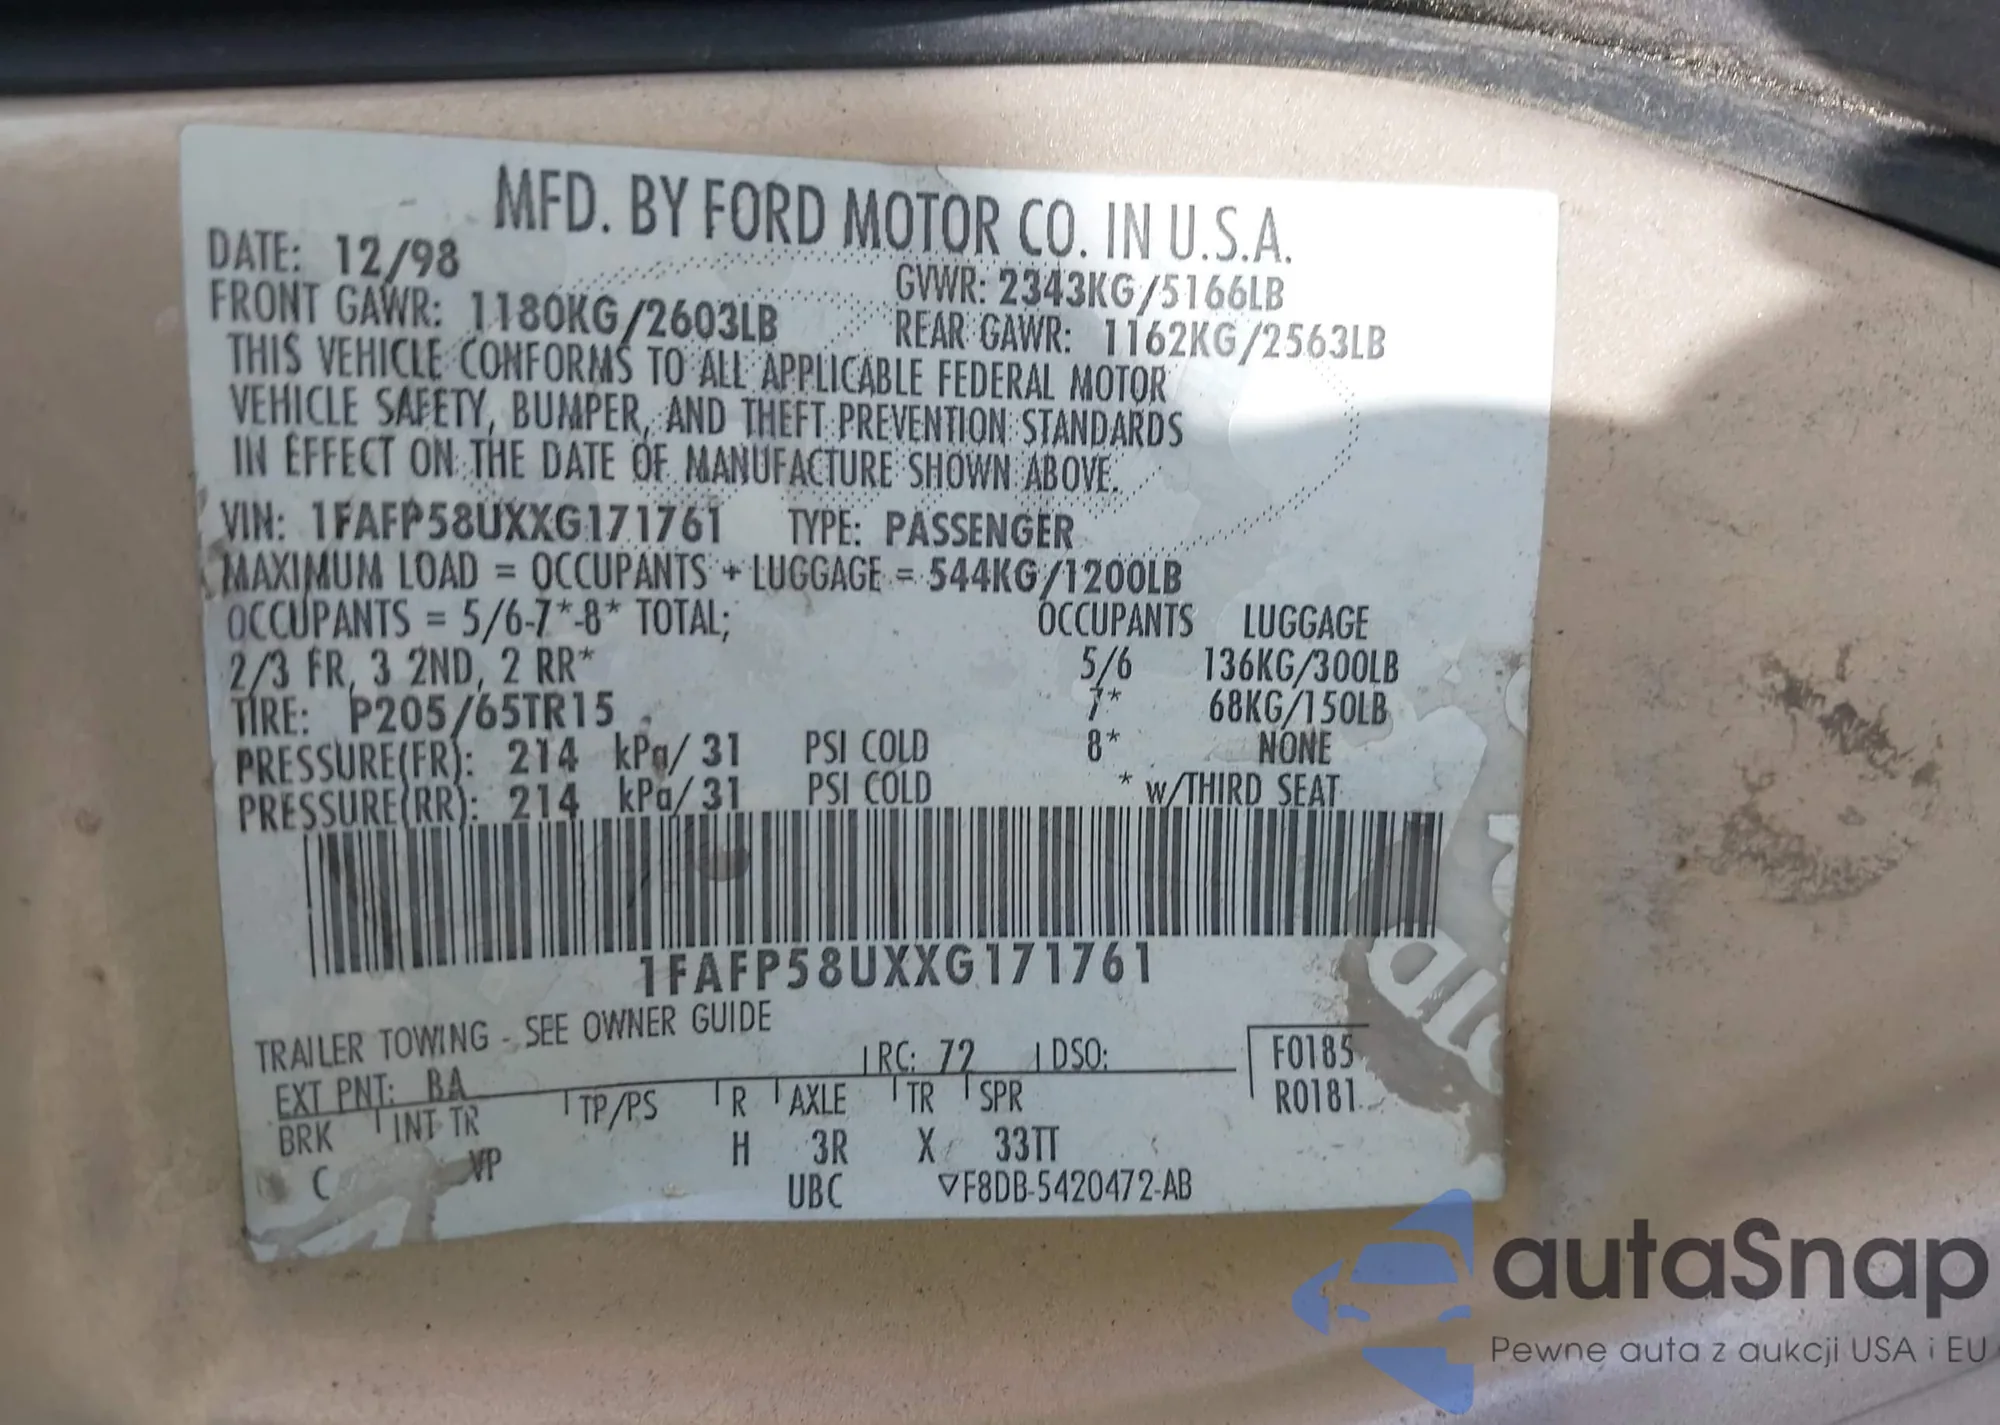 MFD. BY FORD MOTOR CO. IN U.S.A.
DATE: 12/98 GVWR: 2343KG/5166LB
FRONT GAWR: 1180KG/2603LB REAR GAWR: 1162KG/2563LB
THIS VEHICLE CONFORMS TO ALL APPLICABLE FEDERAL MOTOR
VEHICLE SAFETY, BUMPER, AND THEFT PREVENTION STANDARDS
IN EFFECT ON THE DATE OF MANUFACTURE SHOWN ABOVE.
VIN: 1FAFP58UXXG171761 TYPE: PASSENGER
MAXIMUM LOAD = OCCUPANTS + LUGGAGE = 544KG/1200LB
OCCUPANTS = 5/6-7*-8* TOTAL; OCCUPANTS LUGGAGE
2/3 FR, 3 2ND, 2 RR* 5/6 136KG/300LB
TIRE: P205/65TR15 7* 68KG/150LB
PRESSURE(FR): 214 kPa/ 31 PSI COLD 8* NONE
PRESSURE(RR): 214 kPa/ 31 PSI COLD * w/THIRD SEAT
1FAFP58UXXG171761
TRAILER TOWING - SEE OWNER GUIDE
EXT PNT: BA RC: 72 DSO: F0185
BRK INT TR TP/PS R AXLE TR SPR R0181
C VP H 3R X 33TT
UBC ▽F8DB-5420472-AB
autaSnap
Pewne auta z aukcji USA i EU